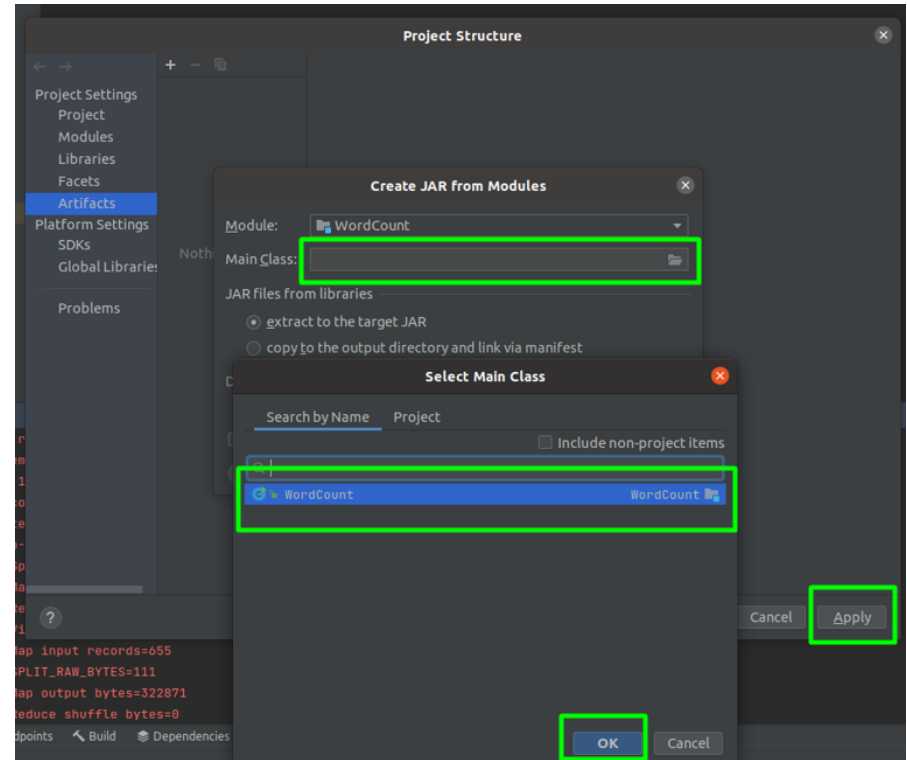 Project Structure
Project Settings
Project
Modules
Libraries
Facets
Artifacts
Platform Settings
SDKs
Global Libraries
Problems
Noth
Create JAR from Modules
Module: WordCount
Main Class:
JAR files from libraries
extract to the target JAR
copy to the output directory and link via manifest
Select Main Class
Search by Name Project
Include non-project items
WordCount WordCount
OK Cancel
? Cancel Apply
Map input records=655
SPLIT_RAW_BYTES=111
Map output bytes=322871
Reduce shuffle bytes=0
dpoints Build Dependencies